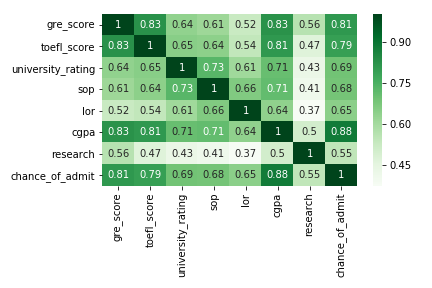 gre_score 1 0.83 0.64 0.61 0.52 0.83 0.56 0.81
toefl_score 0.83 1 0.65 0.64 0.54 0.81 0.47 0.79
university_rating 0.64 0.65 1 0.73 0.61 0.71 0.43 0.69
sop 0.61 0.64 0.73 1 0.66 0.71 0.41 0.68
lor 0.52 0.54 0.61 0.66 1 0.64 0.37 0.65
cgpa 0.83 0.81 0.71 0.71 0.64 1 0.5 0.88
research 0.56 0.47 0.43 0.41 0.37 0.5 1 0.55
chance_of_admit 0.81 0.79 0.69 0.68 0.65 0.88 0.55 1
gre_score
toefl_score
university_rating
sop
lor
cgpa
research
chance_of_admit
0.90
0.75
0.60
0.45